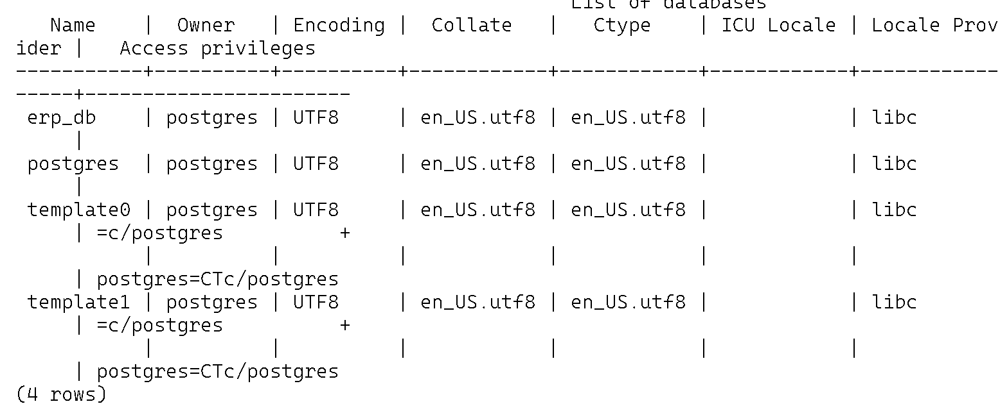 List of databases
   Name    |  Owner   | Encoding |  Collate   |   Ctype    | ICU Locale | Locale Prov
ider |   Access privileges
-----------+----------+----------+------------+------------+------------+------------
-----+-----------------------
 erp_db    | postgres | UTF8     | en_US.utf8 | en_US.utf8 |            | libc
     |
 postgres  | postgres | UTF8     | en_US.utf8 | en_US.utf8 |            | libc
     |
 template0 | postgres | UTF8     | en_US.utf8 | en_US.utf8 |            | libc
     | =c/postgres          +
           |          |          |            |            |            |
     | postgres=CTc/postgres
 template1 | postgres | UTF8     | en_US.utf8 | en_US.utf8 |            | libc
     | =c/postgres          +
           |          |          |            |            |            |
     | postgres=CTc/postgres
(4 rows)